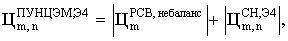 Ц_{m,n}^{ПУНЦЭМ,Э4} = |Ц_{m}^{РСВ, небаланс}| + |Ц_{m,n}^{СН,Э4}|,